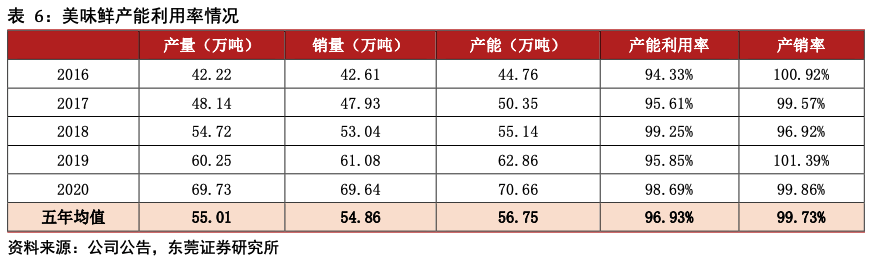 表 6：美味鲜产能利用率情况
产量（万吨） 销量（万吨） 产能（万吨） 产能利用率 产销率
2016 42.22 42.61 44.76 94.33% 100.92%
2017 48.14 47.93 50.35 95.61% 99.57%
2018 54.72 53.04 55.14 99.25% 96.92%
2019 60.25 61.08 62.86 95.85% 101.39%
2020 69.73 69.64 70.66 98.69% 99.86%
五年均值 55.01 54.86 56.75 96.93% 99.73%
资料来源：公司公告，东莞证券研究所